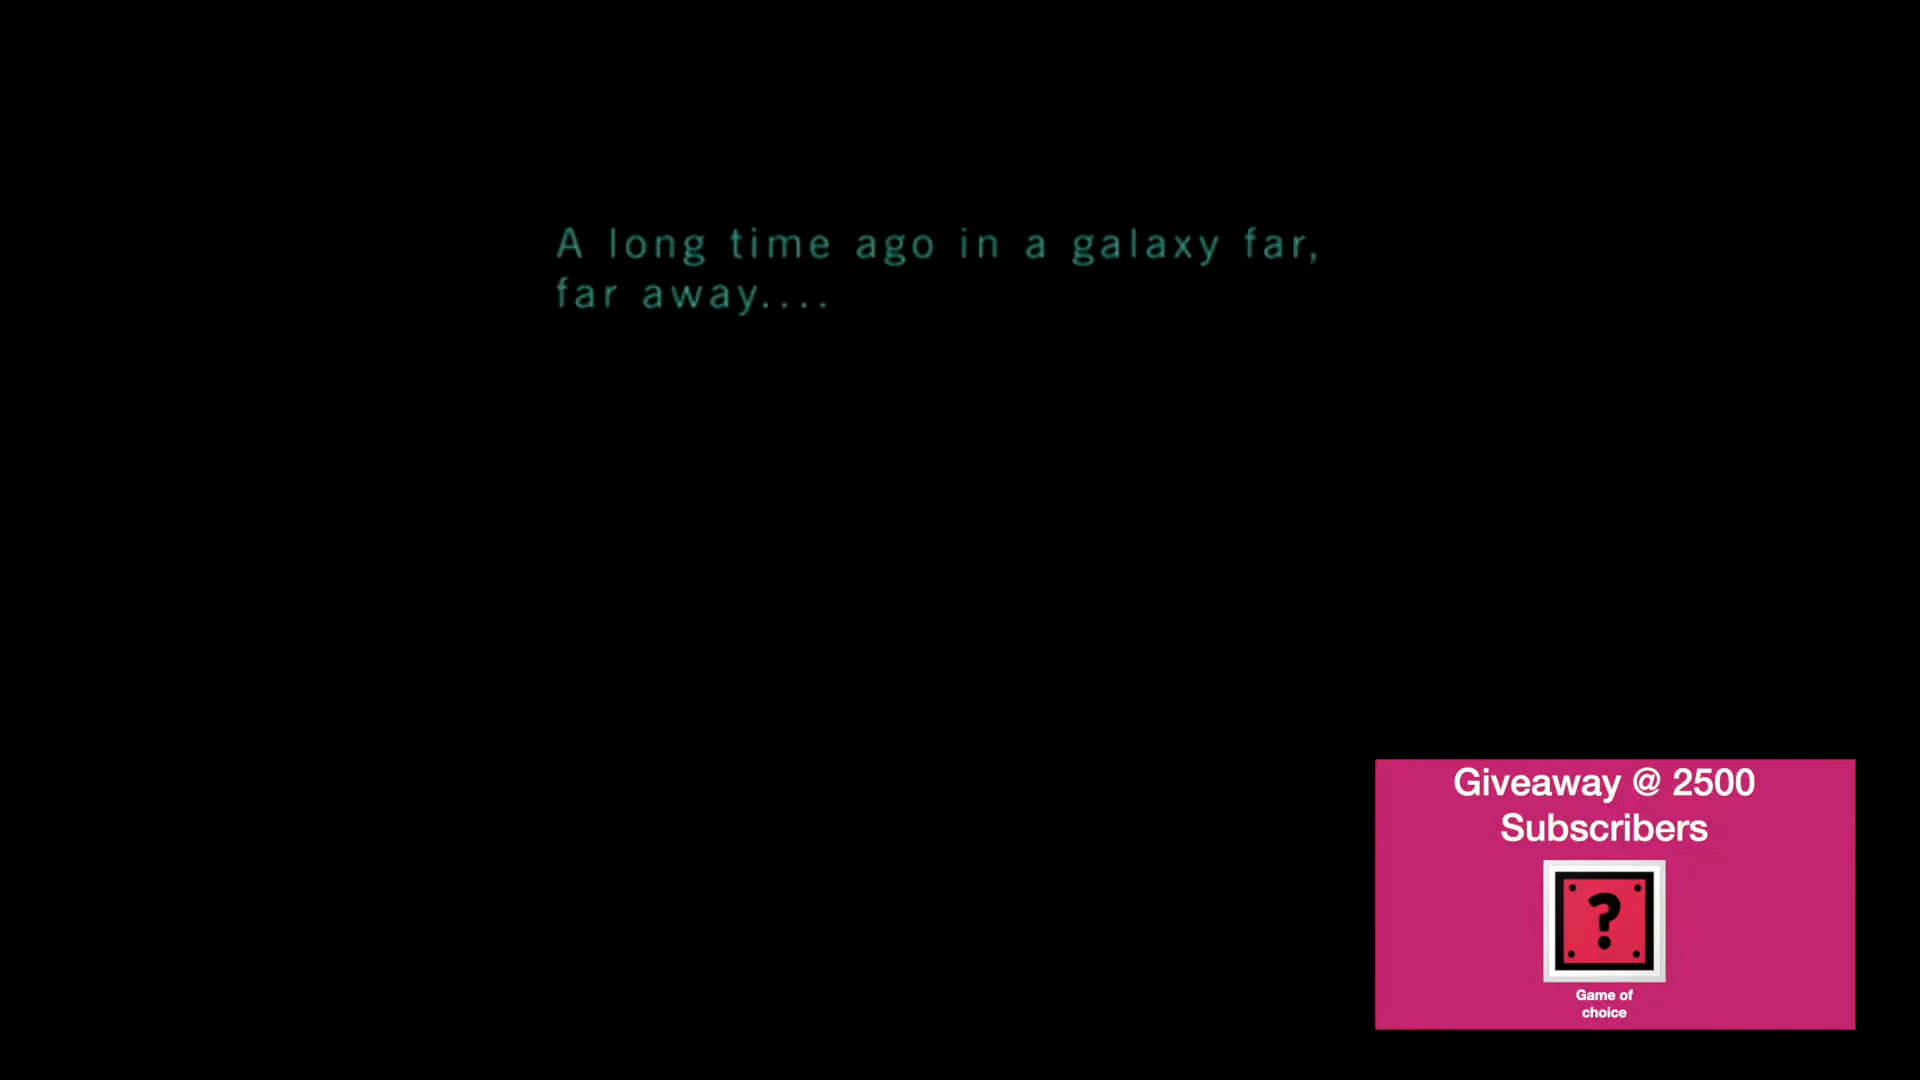 A long time ago in a galaxy far,
far away....
Giveaway @ 2500
Subscribers
?
Game of
choice